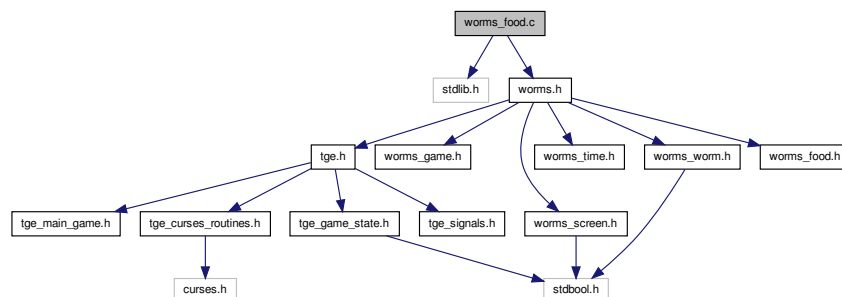 worms_food.c
stdlib.h
worms.h
tge.h
worms_game.h
worms_time.h
worms_worm.h
worms_food.h
tge_main_game.h
tge_curses_routines.h
tge_game_state.h
tge_signals.h
worms_screen.h
curses.h
stdbool.h